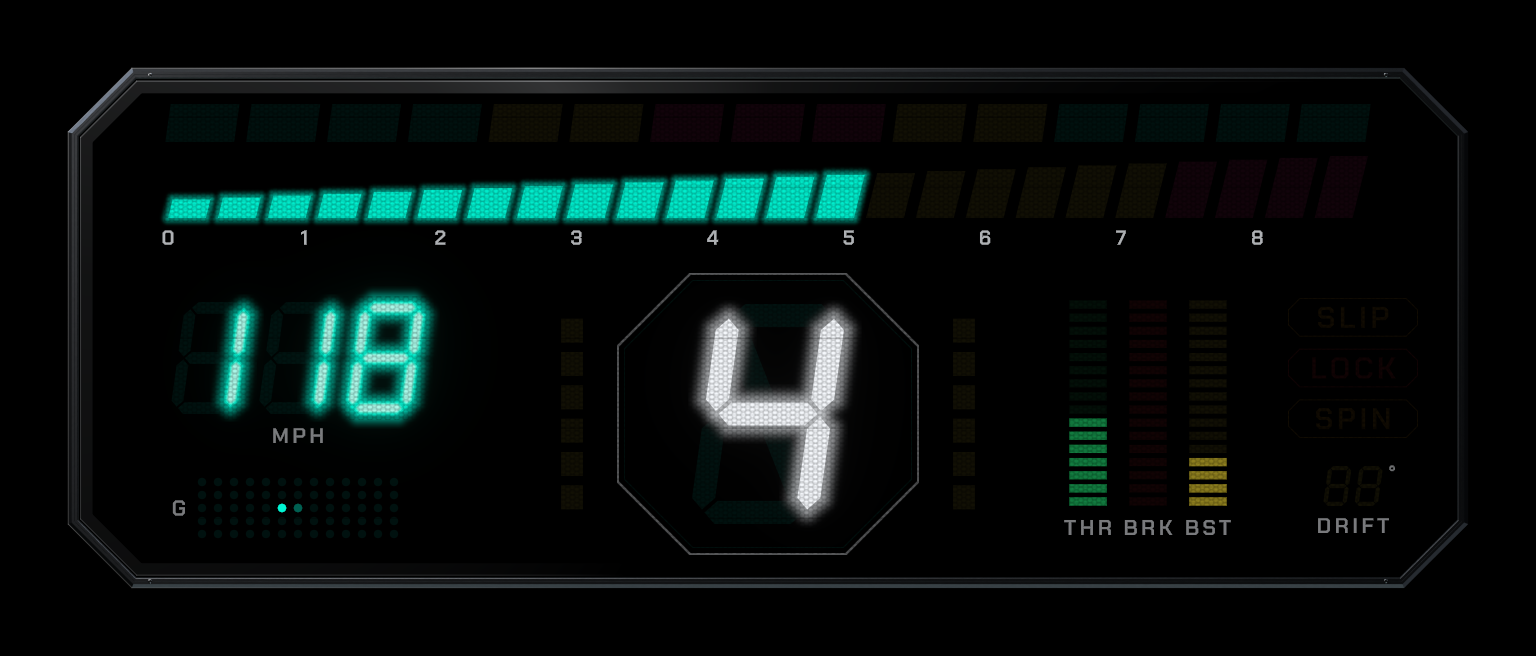 0 1 2 3 4 5 6 7 8
118
MPH
4
G
SLIP
LOCK
SPIN
88°
DRIFT
THR BRK BST